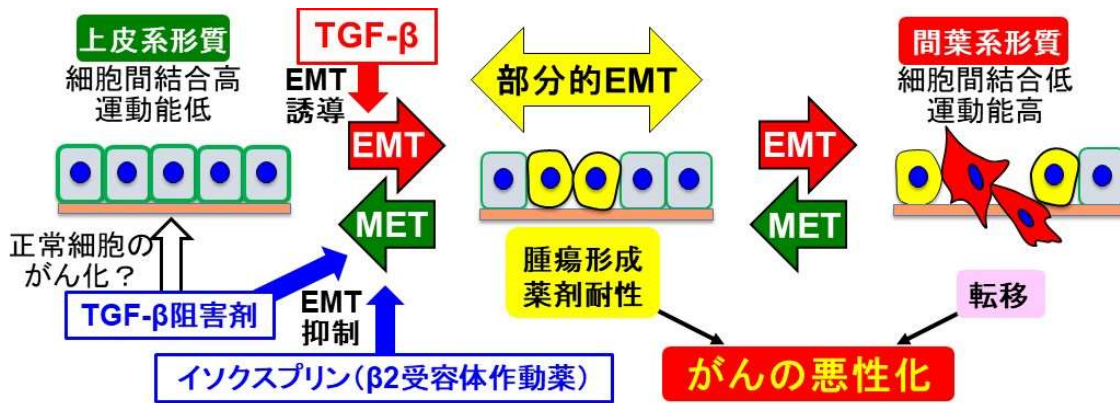 上皮系形質
細胞間結合高
運動能低
TGF-β
EMT
誘導
EMT
MET
部分的EMT
EMT
MET
間葉系形質
細胞間結合低
運動能高
正常細胞の
がん化？
TGF-β阻害剤
EMT
抑制
イソクスプリン（β2受容体作動薬）
腫瘍形成
薬剤耐性
転移
がんの悪性化